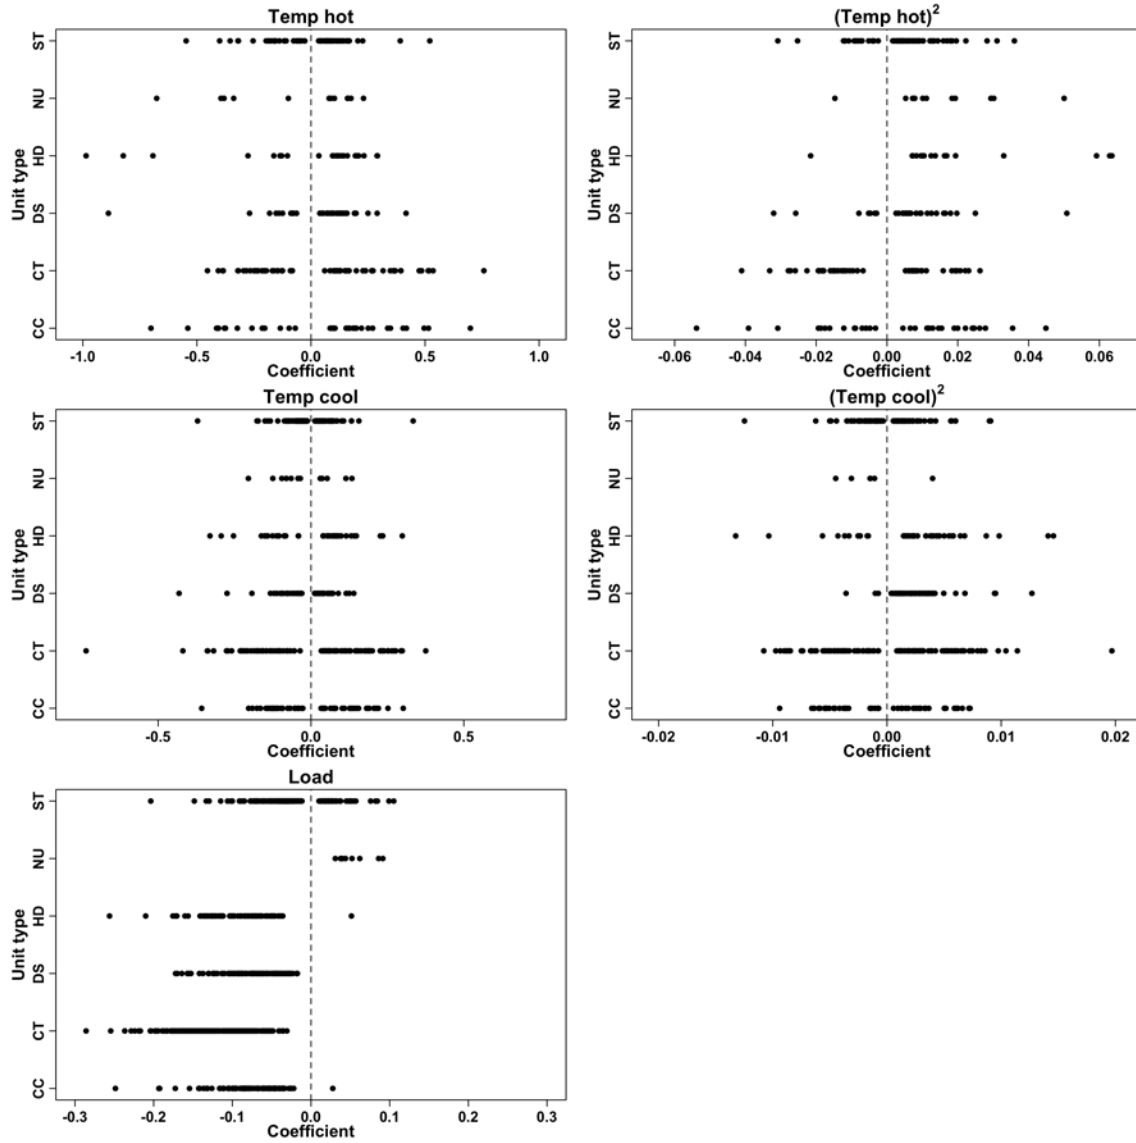 Temp hot
Unit type
ST
NU
HD
DS
CT
CC
-1.0 -0.5 0.0 0.5 1.0
Coefficient
(Temp hot)²
Unit type
ST
NU
HD
DS
CT
CC
-0.06 -0.04 -0.02 0.00 0.02 0.04 0.06
Coefficient
Temp cool
Unit type
ST
NU
HD
DS
CT
CC
-0.5 0.0 0.5
Coefficient
(Temp cool)²
Unit type
ST
NU
HD
DS
CT
CC
-0.02 -0.01 0.00 0.01 0.02
Coefficient
Load
Unit type
ST
NU
HD
DS
CT
CC
-0.3 -0.2 -0.1 0.0 0.1 0.2 0.3
Coefficient